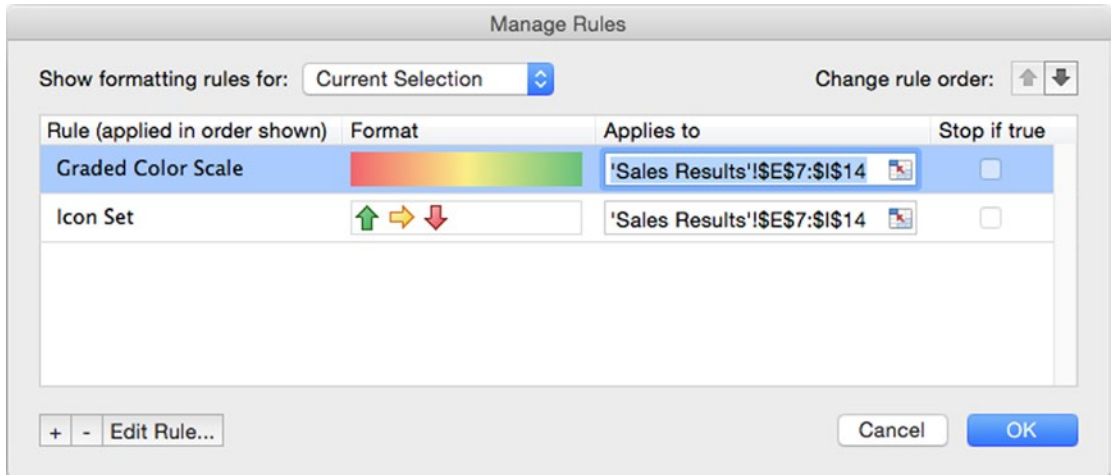 Manage Rules
Show formatting rules for: Current Selection Change rule order:
Rule (applied in order shown) Format Applies to Stop if true
Graded Color Scale 'Sales Results'!$E$7:$I$14
Icon Set 'Sales Results'!$E$7:$I$14
+ - Edit Rule... Cancel OK